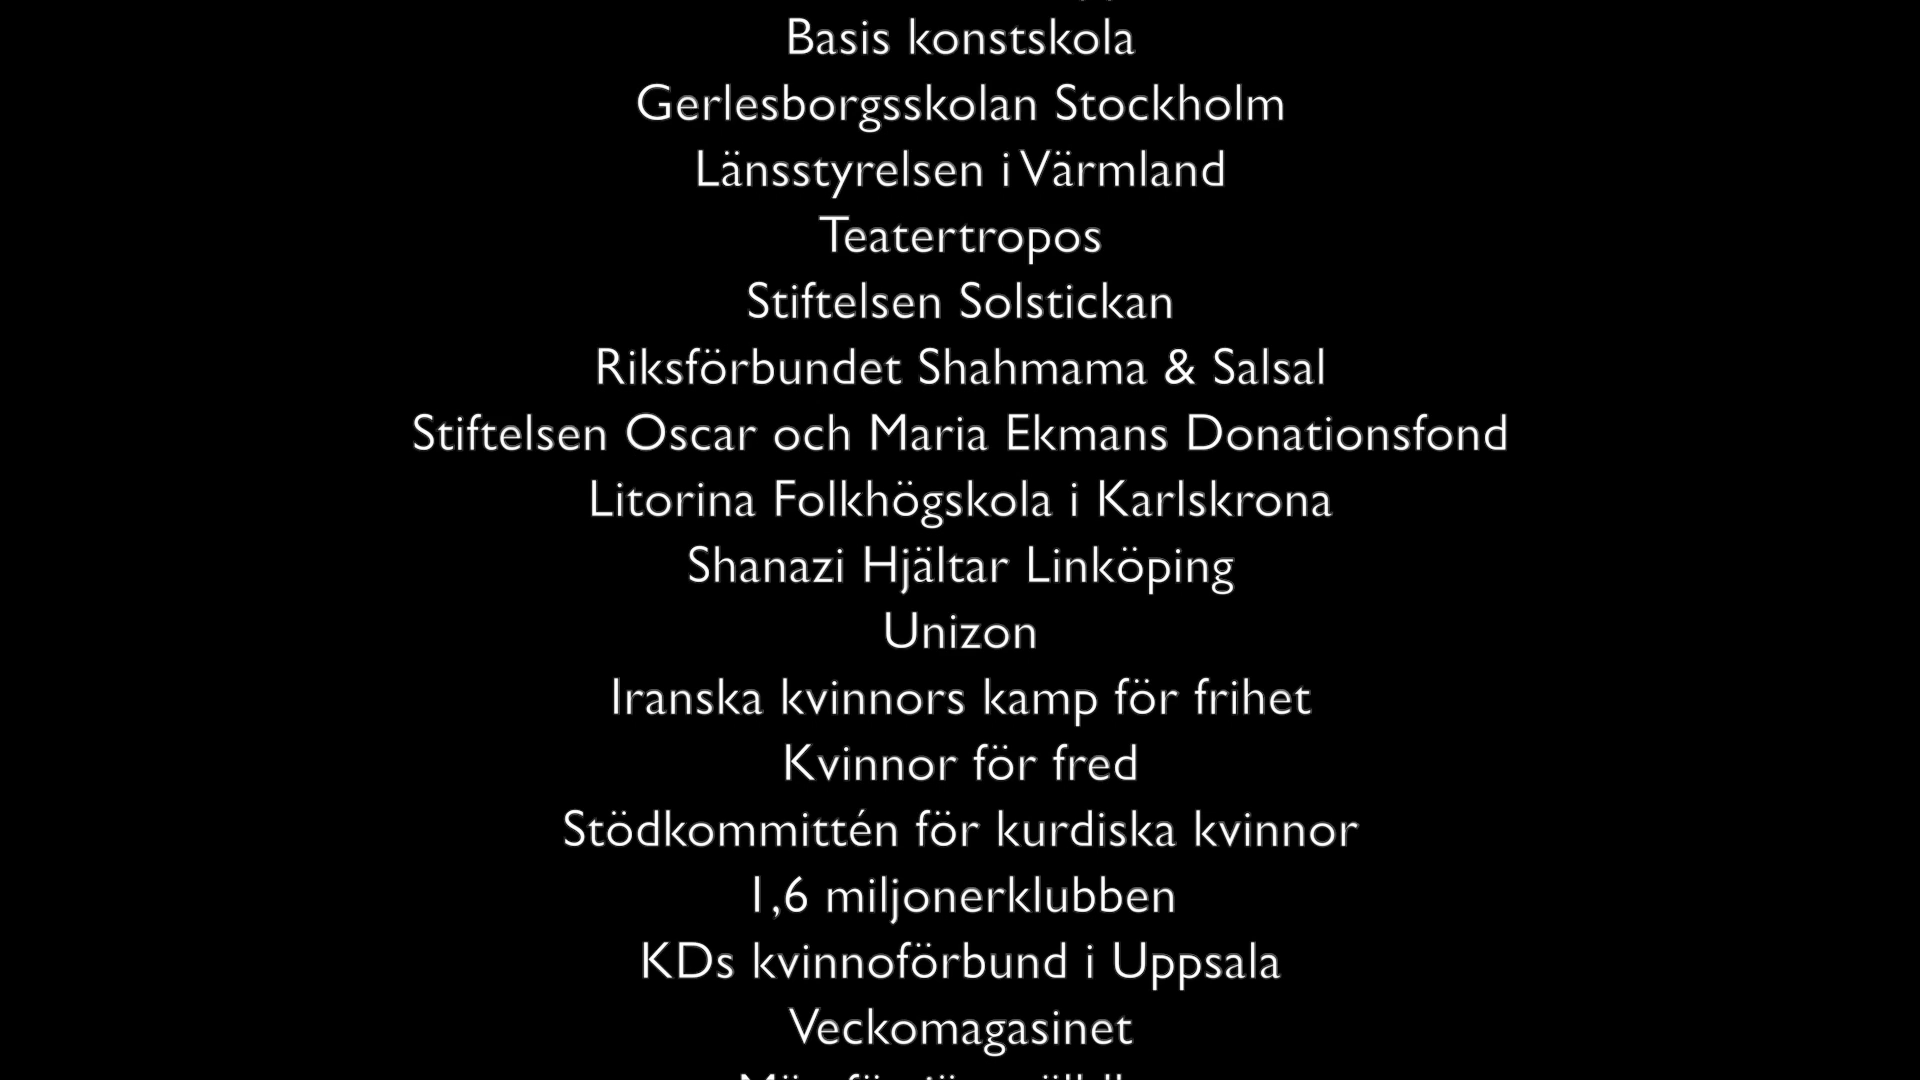 Basis konstskola
Gerlesborgsskolan Stockholm
Länsstyrelsen i Värmland
Teatertropos
Stiftelsen Solstickan
Riksförbundet Shahmama & Salsal
Stiftelsen Oscar och Maria Ekmans Donationsfond
Litorina Folkhögskola i Karlskrona
Shanazi Hjältar Linköping
Unizon
Iranska kvinnors kamp för frihet
Kvinnor för fred
Stödkommittén för kurdiska kvinnor
1,6 miljonerklubben
KDs kvinnoförbund i Uppsala
Veckomagasinet